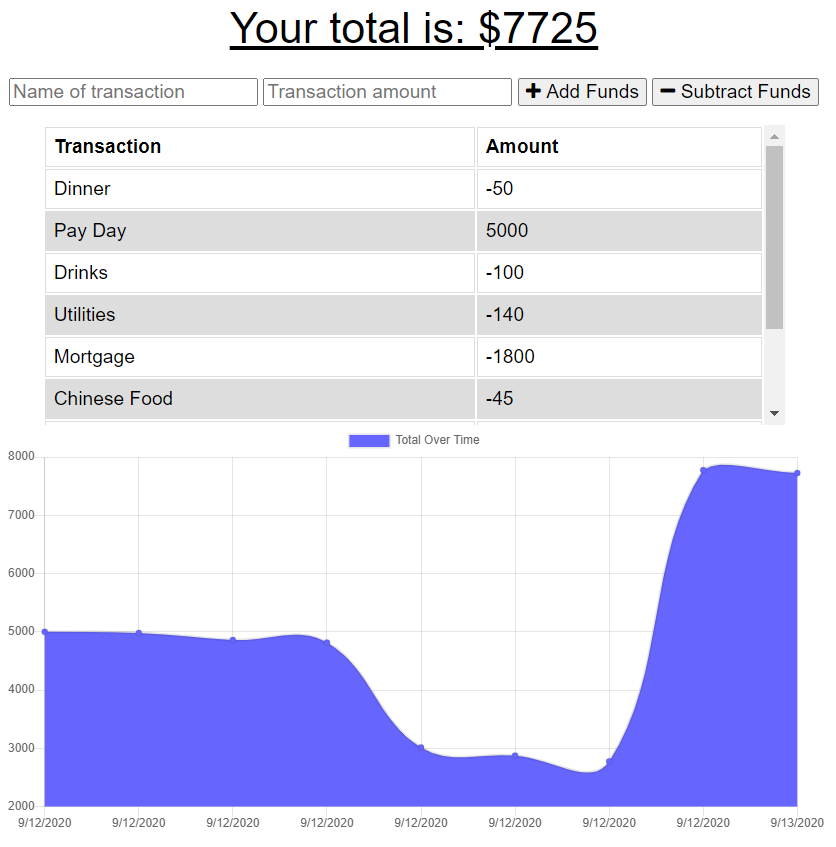 Your total is: $7725
Name of transaction Transaction amount Add Funds Subtract Funds
Transaction Amount
Dinner -50
Pay Day 5000
Drinks -100
Utilities -140
Mortgage -1800
Chinese Food -45
Total Over Time
8000
7000
6000
5000
4000
3000
2000
9/12/2020 9/12/2020 9/12/2020 9/12/2020 9/12/2020 9/12/2020 9/12/2020 9/12/2020 9/13/2020